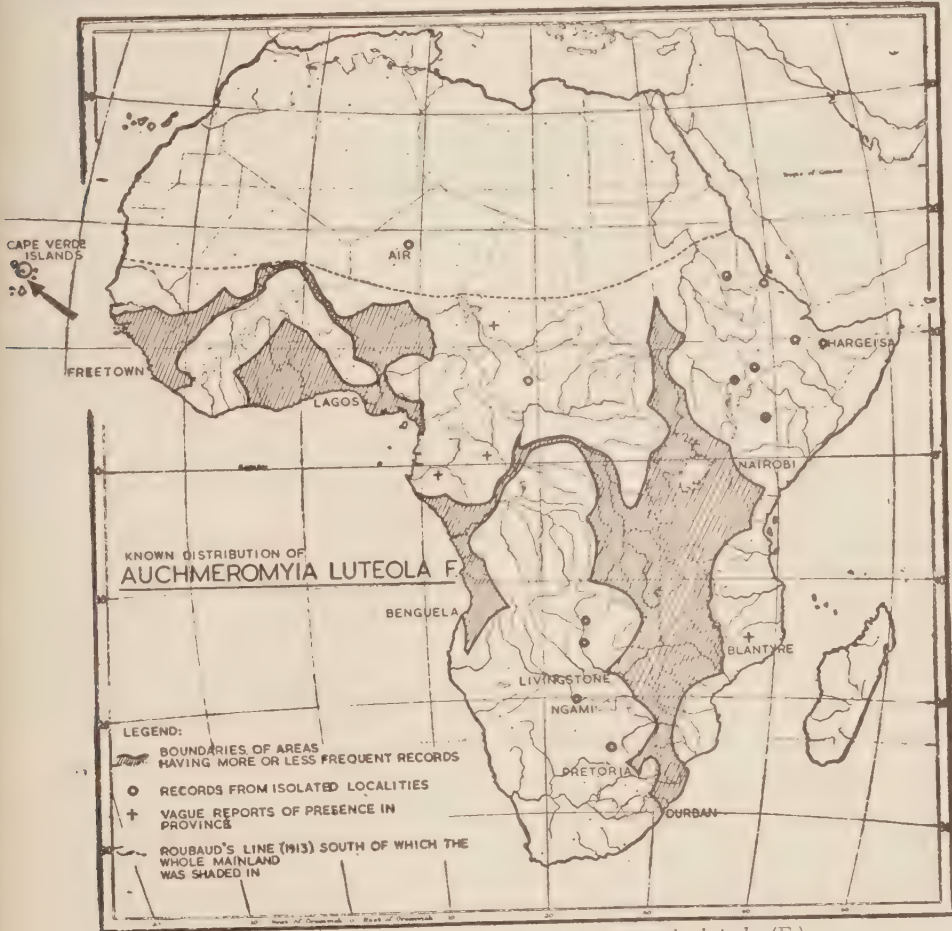 CAPE VERDE
ISLANDS
AIR
HARGEISA
FREETOWN
LAGOS
NAIROBI
KNOWN DISTRIBUTION OF
AUCHMEROMYIA LUTEOLA F.
BENGUELA
BLANTYRE
LIVINGSTONE
NGAMI
LEGEND:
BOUNDARIES OF AREAS
HAVING MORE OR LESS FREQUENT RECORDS
PRETORIA
RECORDS FROM ISOLATED LOCALITIES
VAGUE REPORTS OF PRESENCE IN
PROVINCE
DURBAN
ROUBAUD'S LINE (1913) SOUTH OF WHICH THE
WHOLE MAINLAND
WAS SHADED IN
(F.)